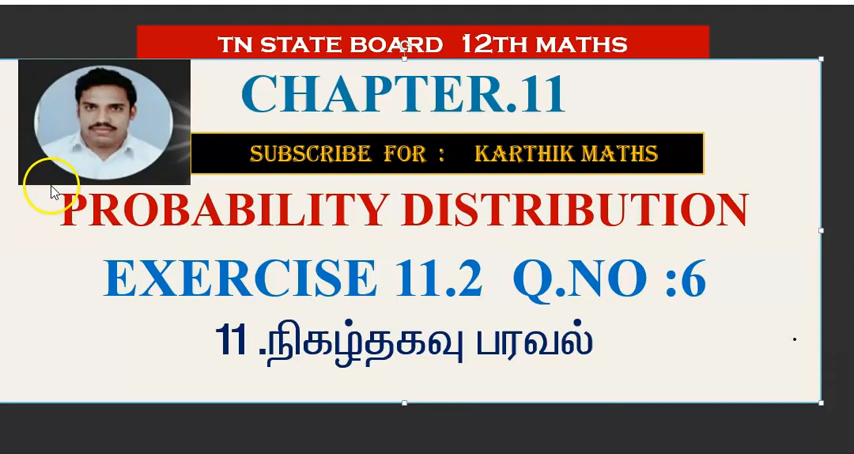 TN STATE BOARD 12TH MATHS
CHAPTER.11
SUBSCRIBE FOR : KARTHIK MATHS
PROBABILITY DISTRIBUTION
EXERCISE 11.2 Q.NO :6
11 .நிகழ்தகவு பரவல்